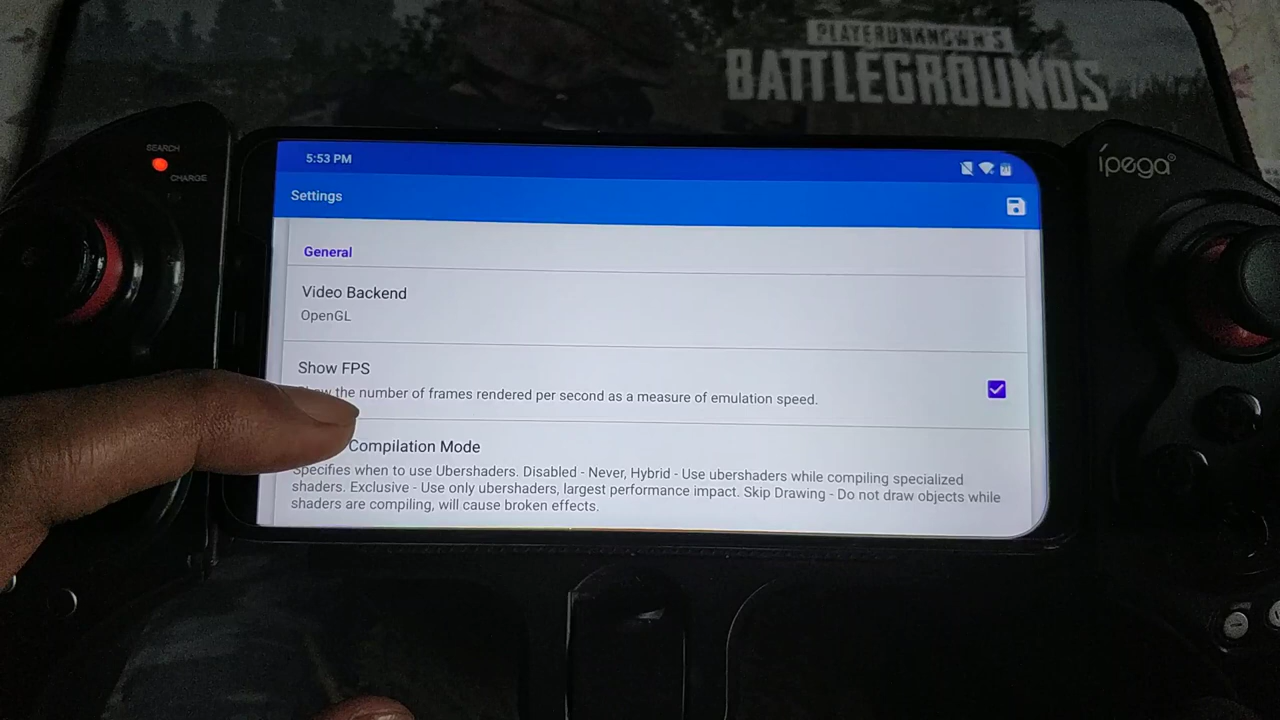 PLAYERUNKNOWN'S
BATTLEGROUNDS
SEARCH
CHARGE
ípega®
5:53 PM
Settings
General
Video Backend
OpenGL
Show FPS
the number of frames rendered per second as a measure of emulation speed.
Compilation Mode
Specifies when to use Ubershaders. Disabled - Never, Hybrid - Use ubershaders while compiling specialized
shaders. Exclusive - Use only ubershaders, largest performance impact. Skip Drawing - Do not draw objects while
shaders are compiling, will cause broken effects.